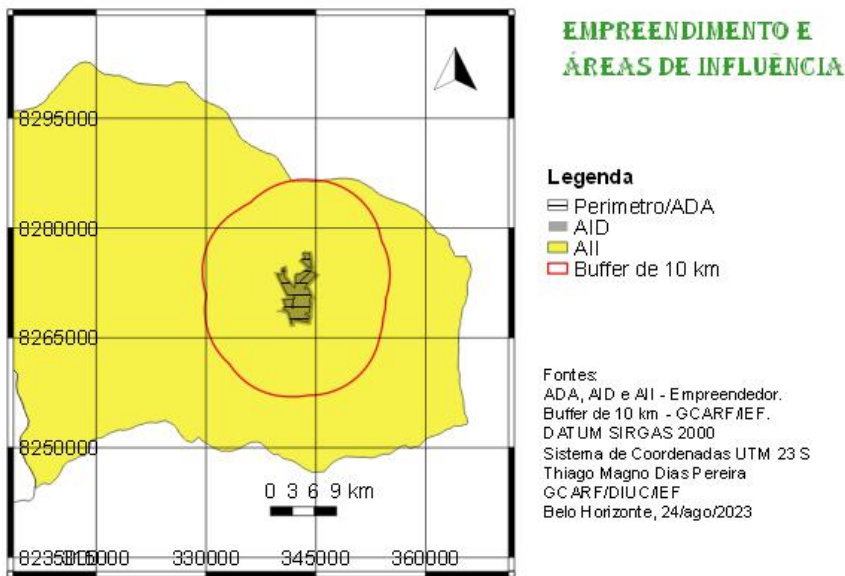 EMPREENDIMENTO E
ÁREAS DE INFLUÊNCIA
Legenda
Perimetro/ADA
AID
AII
Buffer de 10 km
Fontes:
ADA, AID e AII - Empreendedor.
Buffer de 10 km - GCARF/IEF.
DATUM SIRGAS 2000
Sistema de Coordenadas UTM 23 S
Thiago Magno Dias Pereira
GCARF/DIUC/IEF
Belo Horizonte, 24/ago/2023
8295000
8280000
8265000
8250000
0 3 6 9 km
8235000
315000
330000
345000
360000